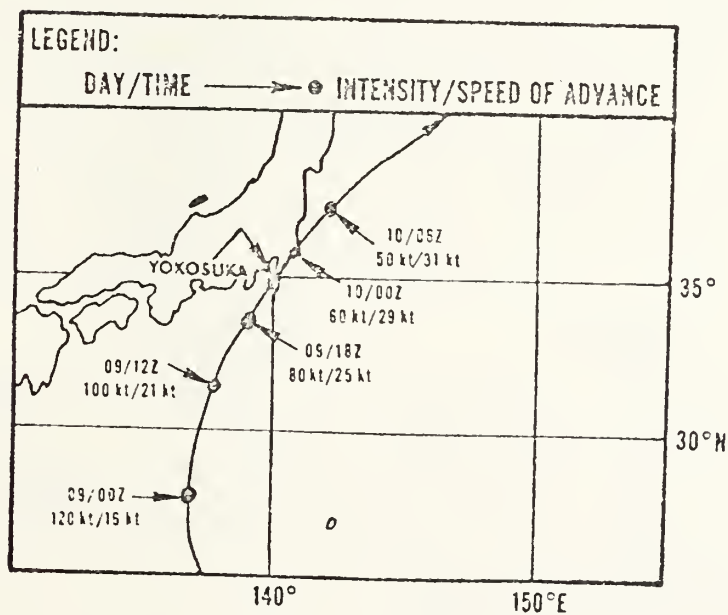 LEGEND:
DAY/TIME INTENSITY/SPEED OF ADVANCE
10/06Z
50 kt/31 kt
YOKOSUKA
10/00Z
60 kt/29 kt
35°
09/18Z
80 kt/25 kt
09/12Z
100 kt/21 kt
30°N
09/00Z
120 kt/15 kt
140°
150°E